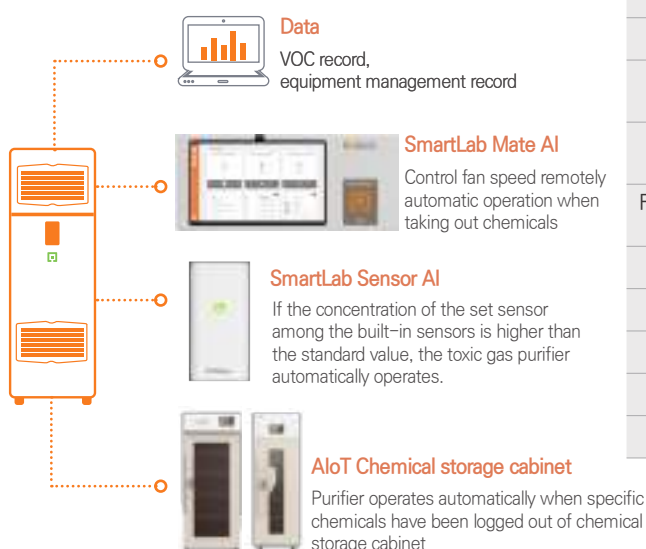 Data
VOC record,
equipment management record
SmartLab Mate AI
Control fan speed remotely
automatic operation when
taking out chemicals
SmartLab Sensor AI
If the concentration of the set sensor
among the built-in sensors is higher than
the standard value, the toxic gas purifier
automatically operates.
AIoT Chemical storage cabinet
Purifier operates automatically when specific
chemicals have been logged out of chemical
storage cabinet